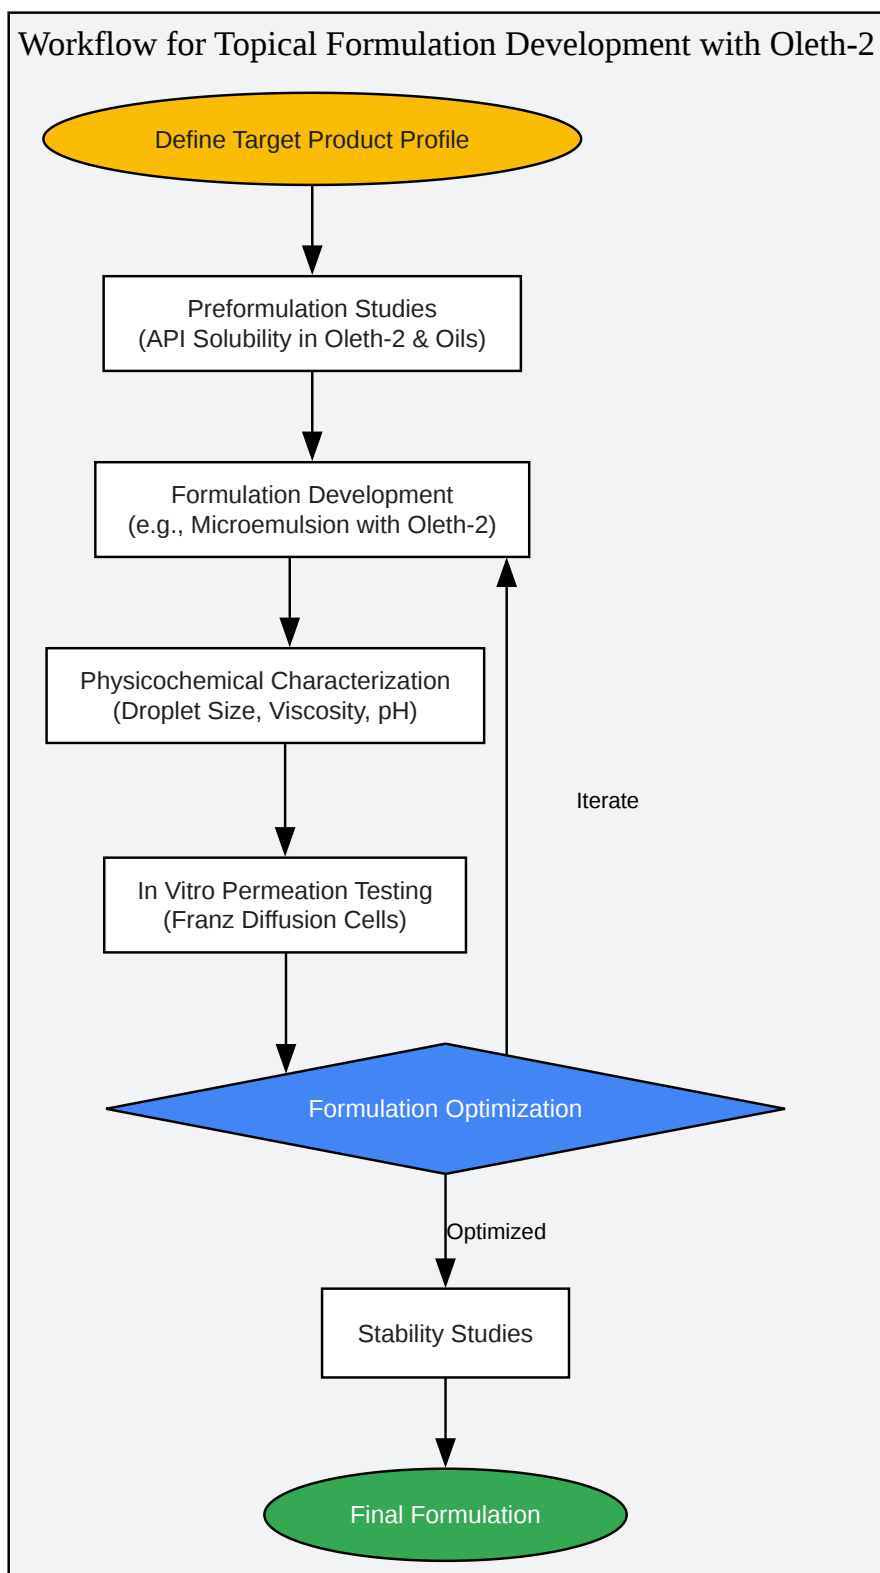 Workflow for Topical Formulation Development with Oleth-2
Define Target Product Profile
Preformulation Studies
(API Solubility in Oleth-2 & Oils)
Formulation Development
(e.g., Microemulsion with Oleth-2)
Physicochemical Characterization
(Droplet Size, Viscosity, pH)
Iterate
In Vitro Permeation Testing
(Franz Diffusion Cells)
Formulation Optimization
Optimized
Stability Studies
Final Formulation